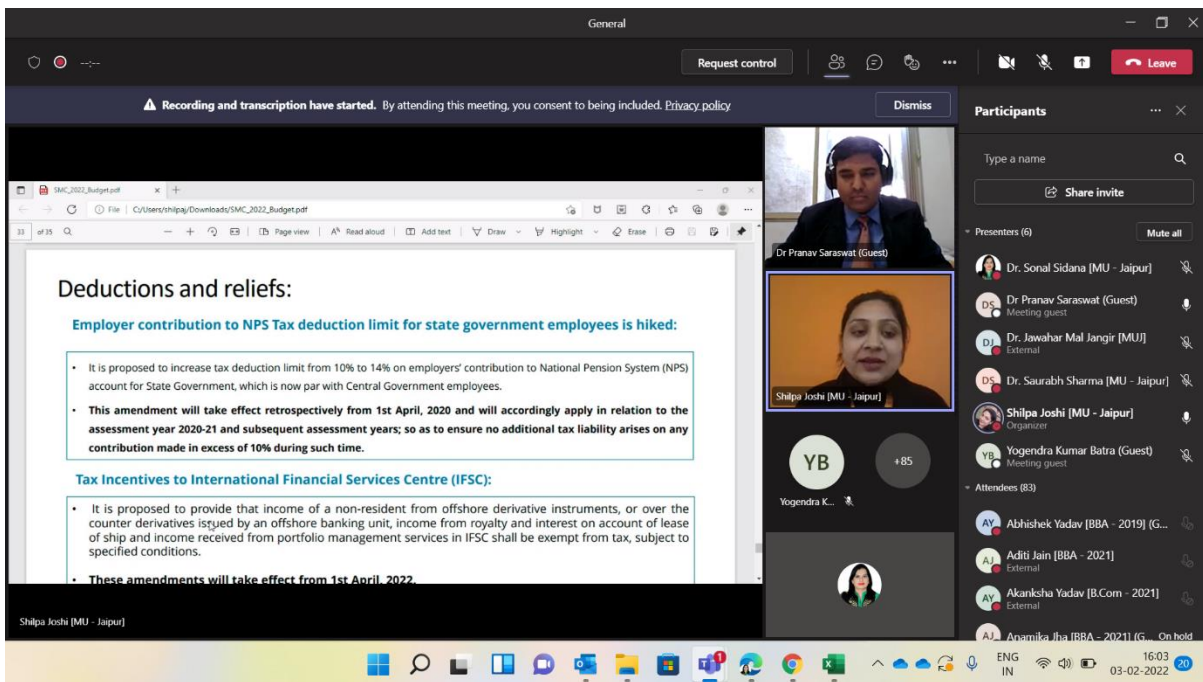 General
--:--
Request control
Leave
Recording and transcription have started. By attending this meeting, you consent to being included. Privacy policy
Dismiss
SMC_2022_Budget.pdf
File | C:/Users/shilpaj/Downloads/SMC_2022_Budget.pdf
33 of 35
Page view
Read aloud
Add text
Draw
Highlight
Erase
Deductions and reliefs:
Employer contribution to NPS Tax deduction limit for state government employees is hiked:
• It is proposed to increase tax deduction limit from 10% to 14% on employers' contribution to National Pension System (NPS)
account for State Government, which is now par with Central Government employees.
• This amendment will take effect retrospectively from 1st April, 2020 and will accordingly apply in relation to the
assessment year 2020-21 and subsequent assessment years; so as to ensure no additional tax liability arises on any
contribution made in excess of 10% during such time.
Tax Incentives to International Financial Services Centre (IFSC):
• It is proposed to provide that income of a non-resident from offshore derivative instruments, or over the
counter derivatives issued by an offshore banking unit, income from royalty and interest on account of lease
of ship and income received from portfolio management services in IFSC shall be exempt from tax, subject to
specified conditions.
• These amendments will take effect from 1st April, 2022.
Shilpa Joshi [MU - Jaipur]
Dr Pranav Saraswat (Guest)
Shilpa Joshi [MU - Jaipur]
YB
+85
Yogendra K...
Participants
Type a name
Share invite
Presenters (6)
Mute all
Dr. Sonal Sidana [MU - Jaipur]
DS
Dr Pranav Saraswat (Guest)
Meeting guest
DJ
Dr. Jawahar Mal Jangir [MUJ]
External
DS
Dr. Saurabh Sharma [MU - Jaipur]
Shilpa Joshi [MU - Jaipur]
Organizer
YB
Yogendra Kumar Batra (Guest)
Meeting guest
Attendees (83)
AY
Abhishek Yadav [BBA - 2019] (G...
AJ
Aditi Jain [BBA - 2021]
External
AY
Akanksha Yadav [B.Com - 2021]
External
AJ
Anamika Jha [BBA - 2021] (G... On hold
1
ENG
IN
16:03
03-02-2022
20